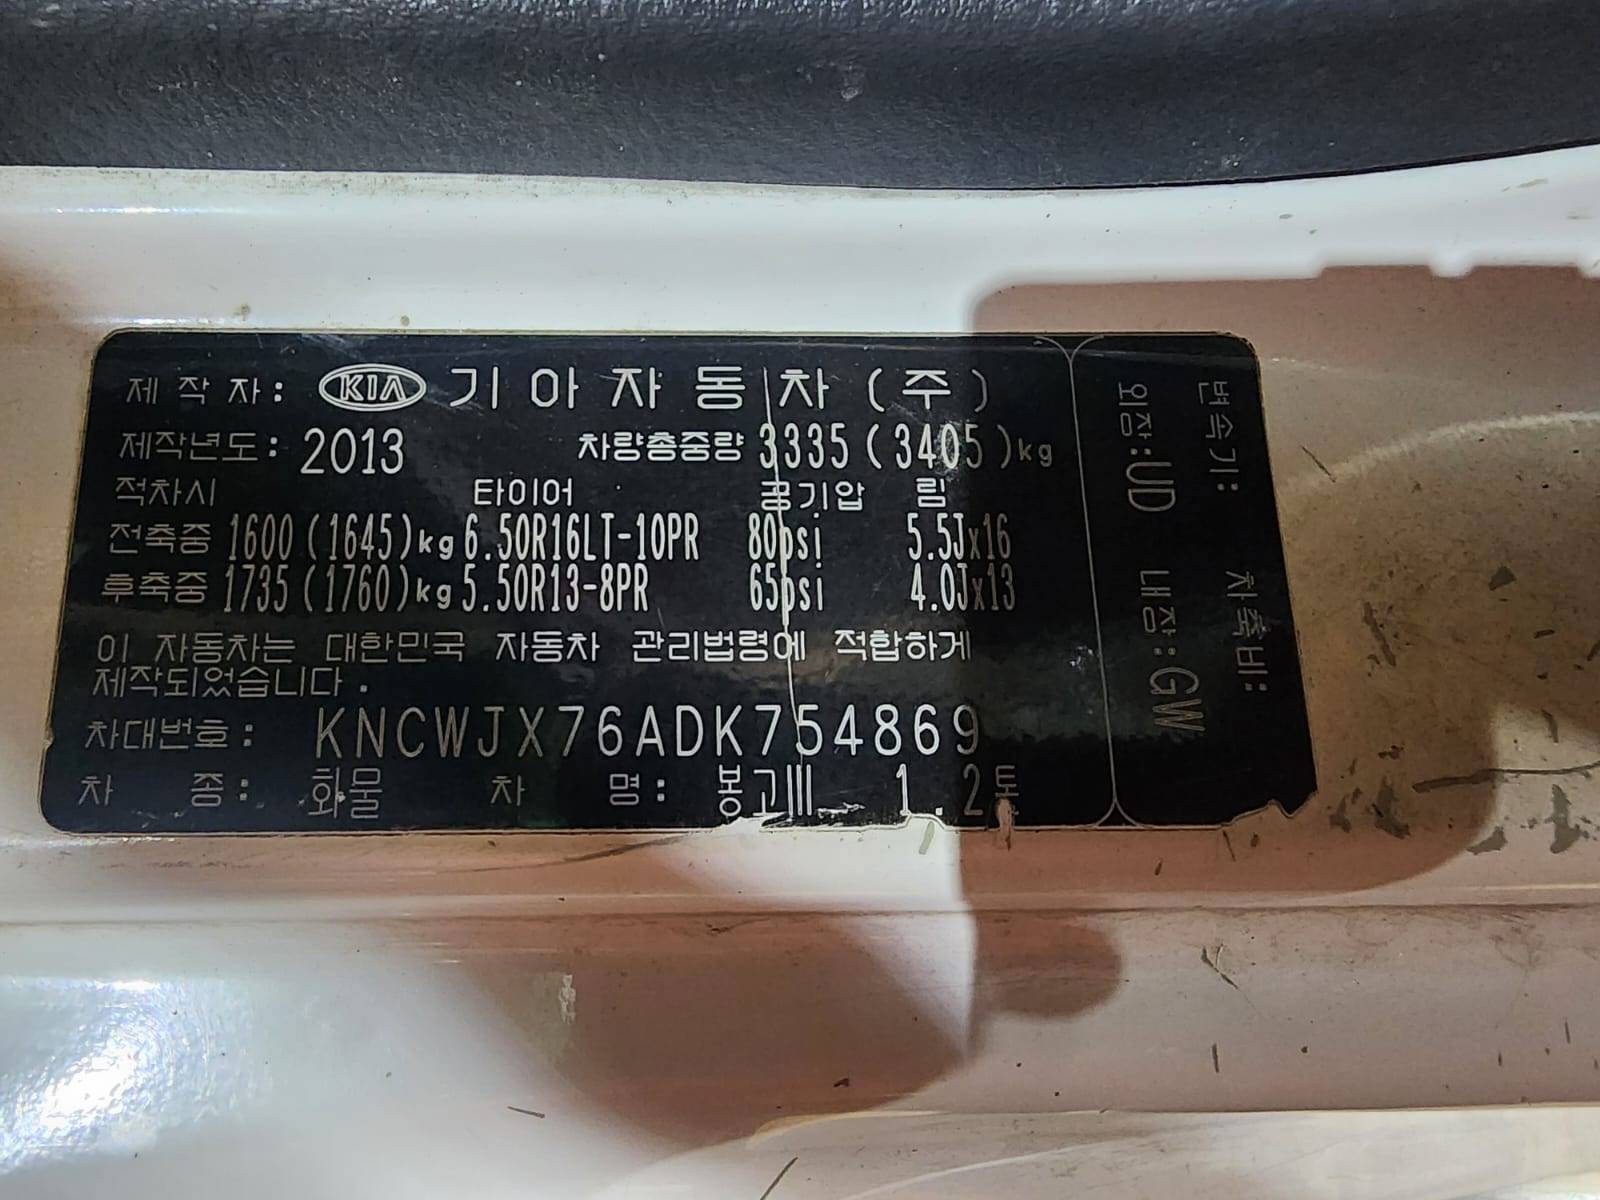 제 작 자: KIA 기 아 자 동 차 (주)
제작년도: 2013 차량총중량 3335 (3405)kg
적차시 타이어 공기압 림
전축중 1600 (1645)kg 6.50R16LT-10PR 80psi 5.5Jx16
후축중 1735 (1760)kg 5.50R13-8PR 65psi 4.0Jx13
이 자동차는 대한민국 자동차 관리법령에 적합하게
제작되었습니다.
차대번호: KNCWJX76ADK754869
차 종: 화물 차 명: 봉고III 1.2톤
변속기: 차축비:
외장:UD 내장:GW